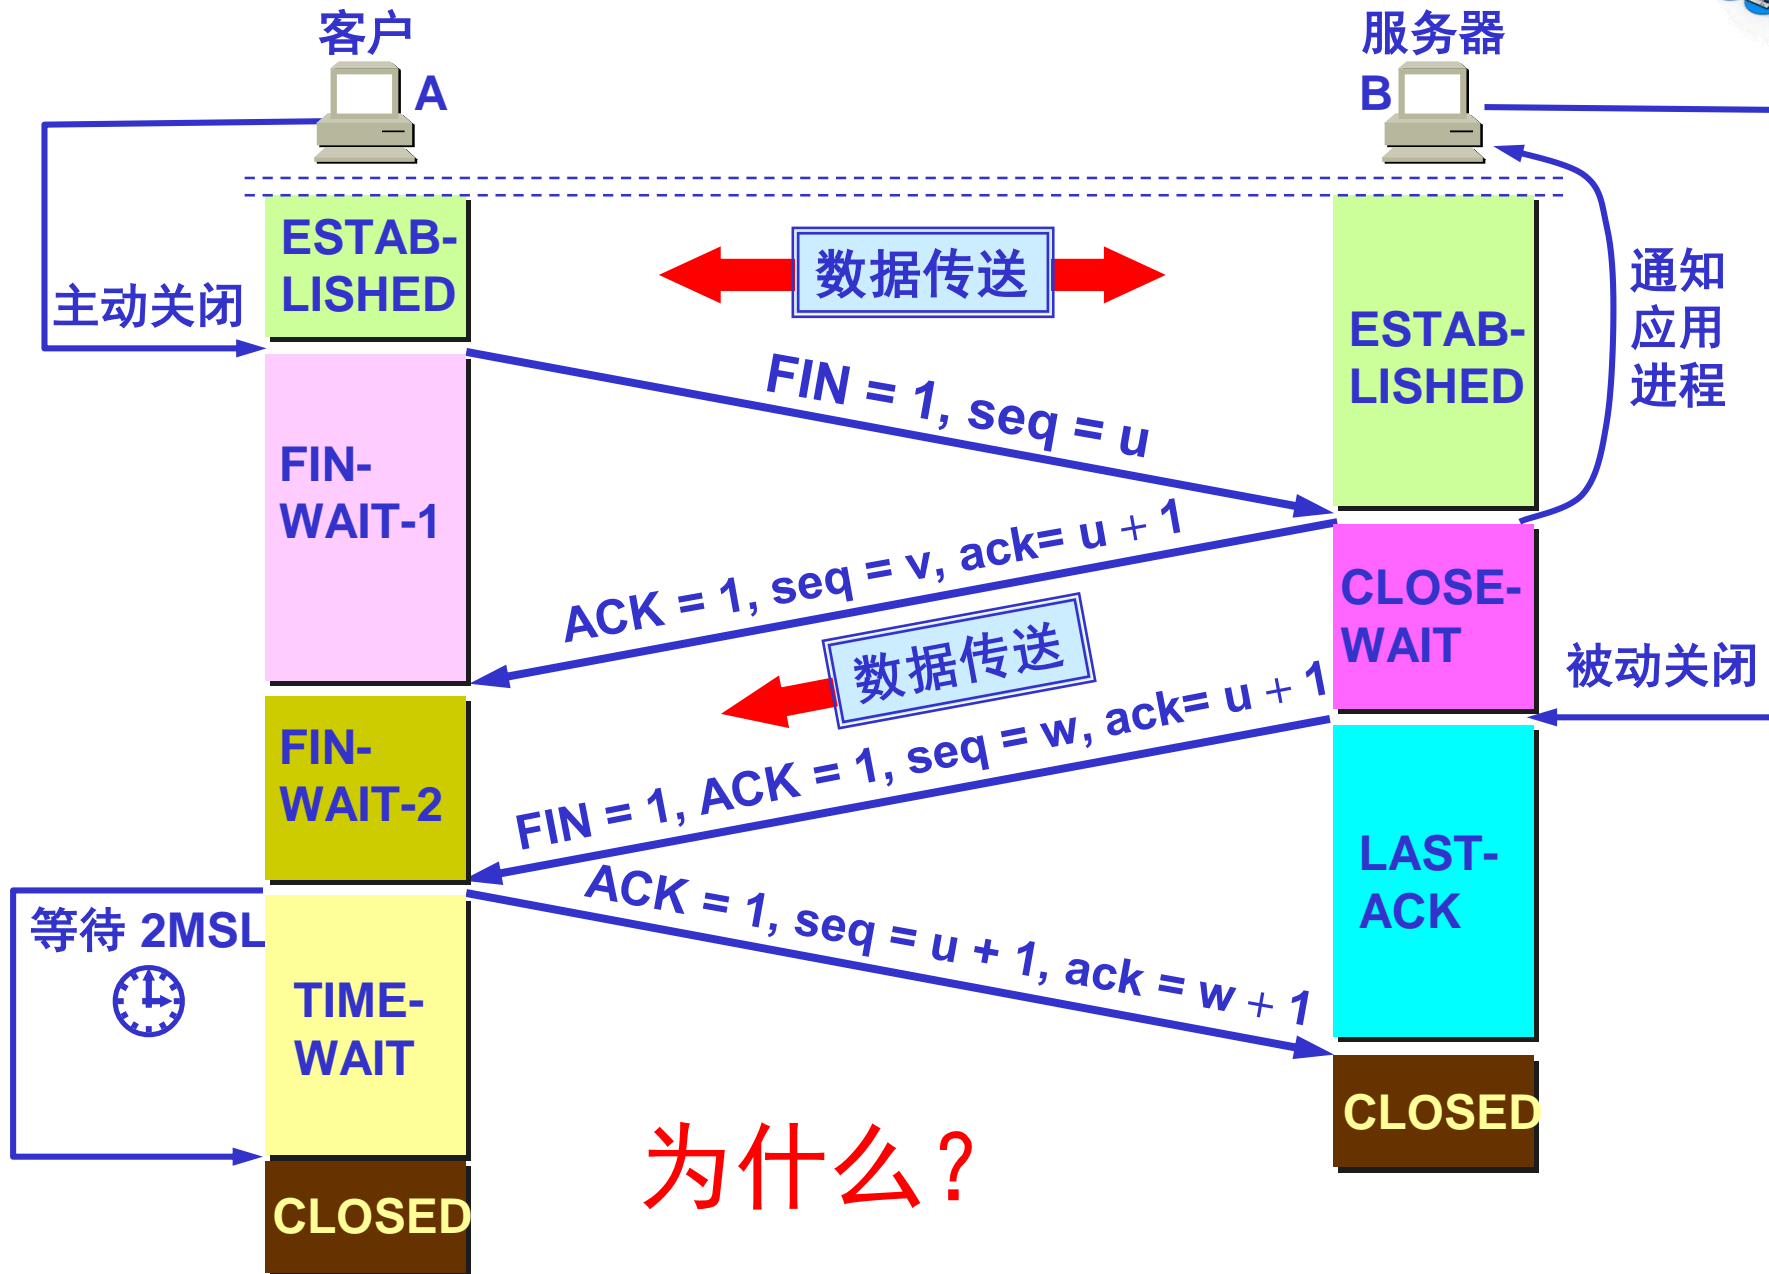 客户
服务器
A
B
ESTAB-
LISHED
数据传送
主动关闭
ESTAB-
LISHED
通知
应用
进程
FIN = 1, seq = u
FIN-
WAIT-1
ACK = 1, seq = v, ack= u + 1
CLOSE-
WAIT
数据传送
被动关闭
FIN-
WAIT-2
FIN = 1, ACK = 1, seq = w, ack= u + 1
LAST-
ACK
等待 2MSL
ACK = 1, seq = u + 1, ack = w + 1
TIME-
WAIT
CLOSED
为什么？
CLOSED